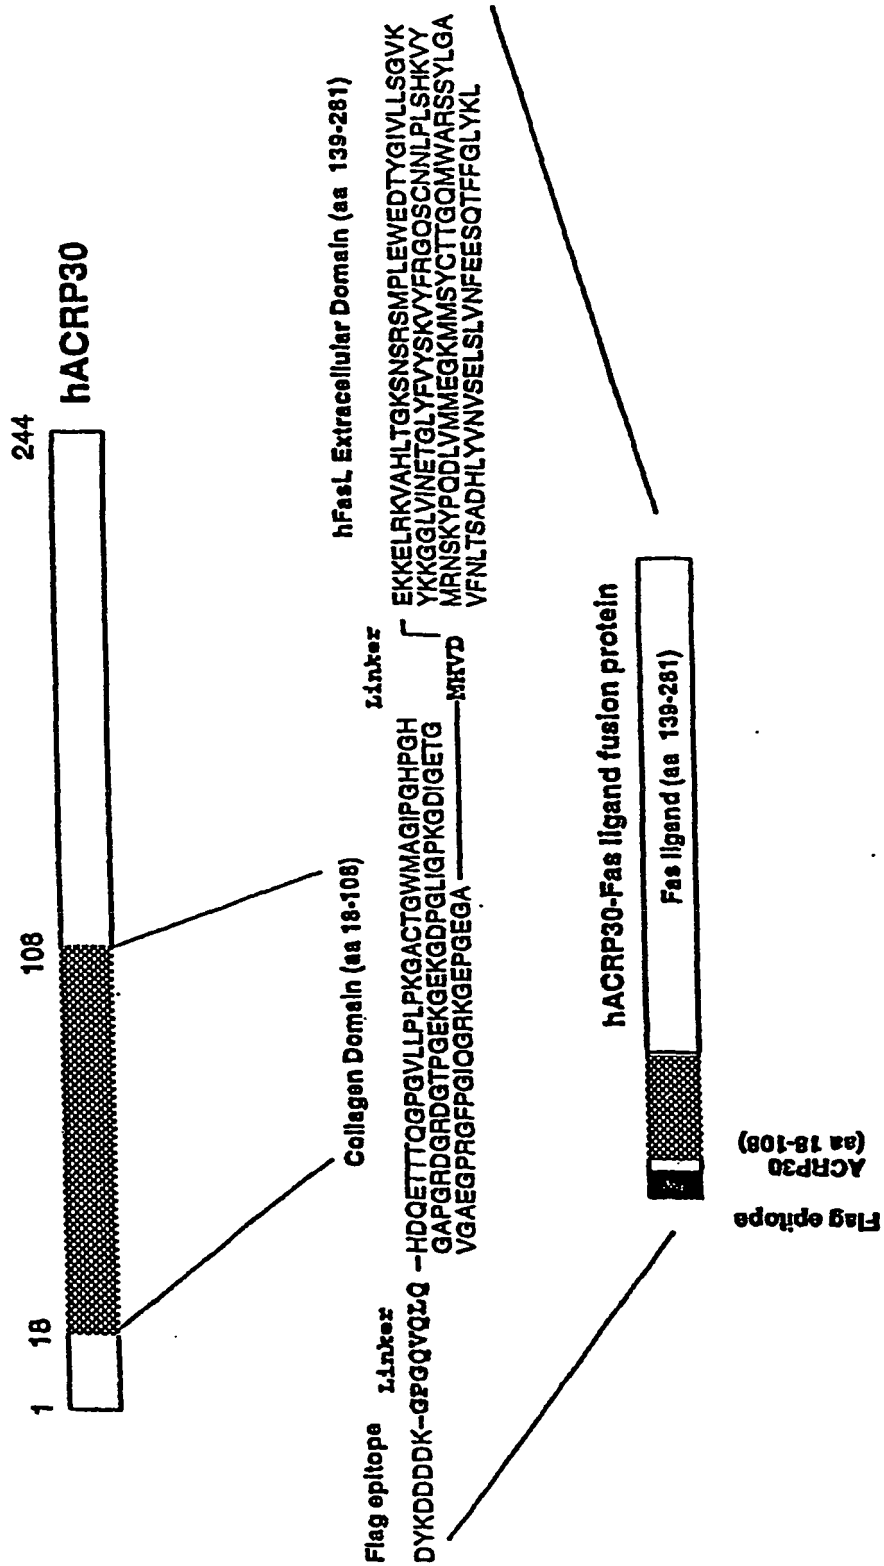 1 18 108 244
hACRP30
Collagen Domain (aa 18-108)
hFasL Extracellular Domain (aa 139-281)
Flag epitope
Linker
Linker
DYKDDDDK-GPGQVQLQ-HDQETTTQGPGVLLPLPKGACTGWMAGIPGHPGH
GAPGRDGRDGTPGEKGEKGDPGLIGPKGDIGETG
VGAEGPRGFPGIQGRKGEPGEGA
MHVD
EKKELRKVAHLTGKSNSRSMPLEWEDTYGIVLLSGVK
YKKGGLVINETGLYFVYSKVYFRGQSCNNLPLSHKVY
MRNSKYPQDLVMMEGKMMSYCTTGQMWARSSYLGA
VFNLTSADHLYVNVSELSLVNFEESQTFFGLYKL
hACRP30-Fas ligand fusion protein
Fas ligand (aa 139-281)
Flag epitope
ACRP30
(aa 18-108)